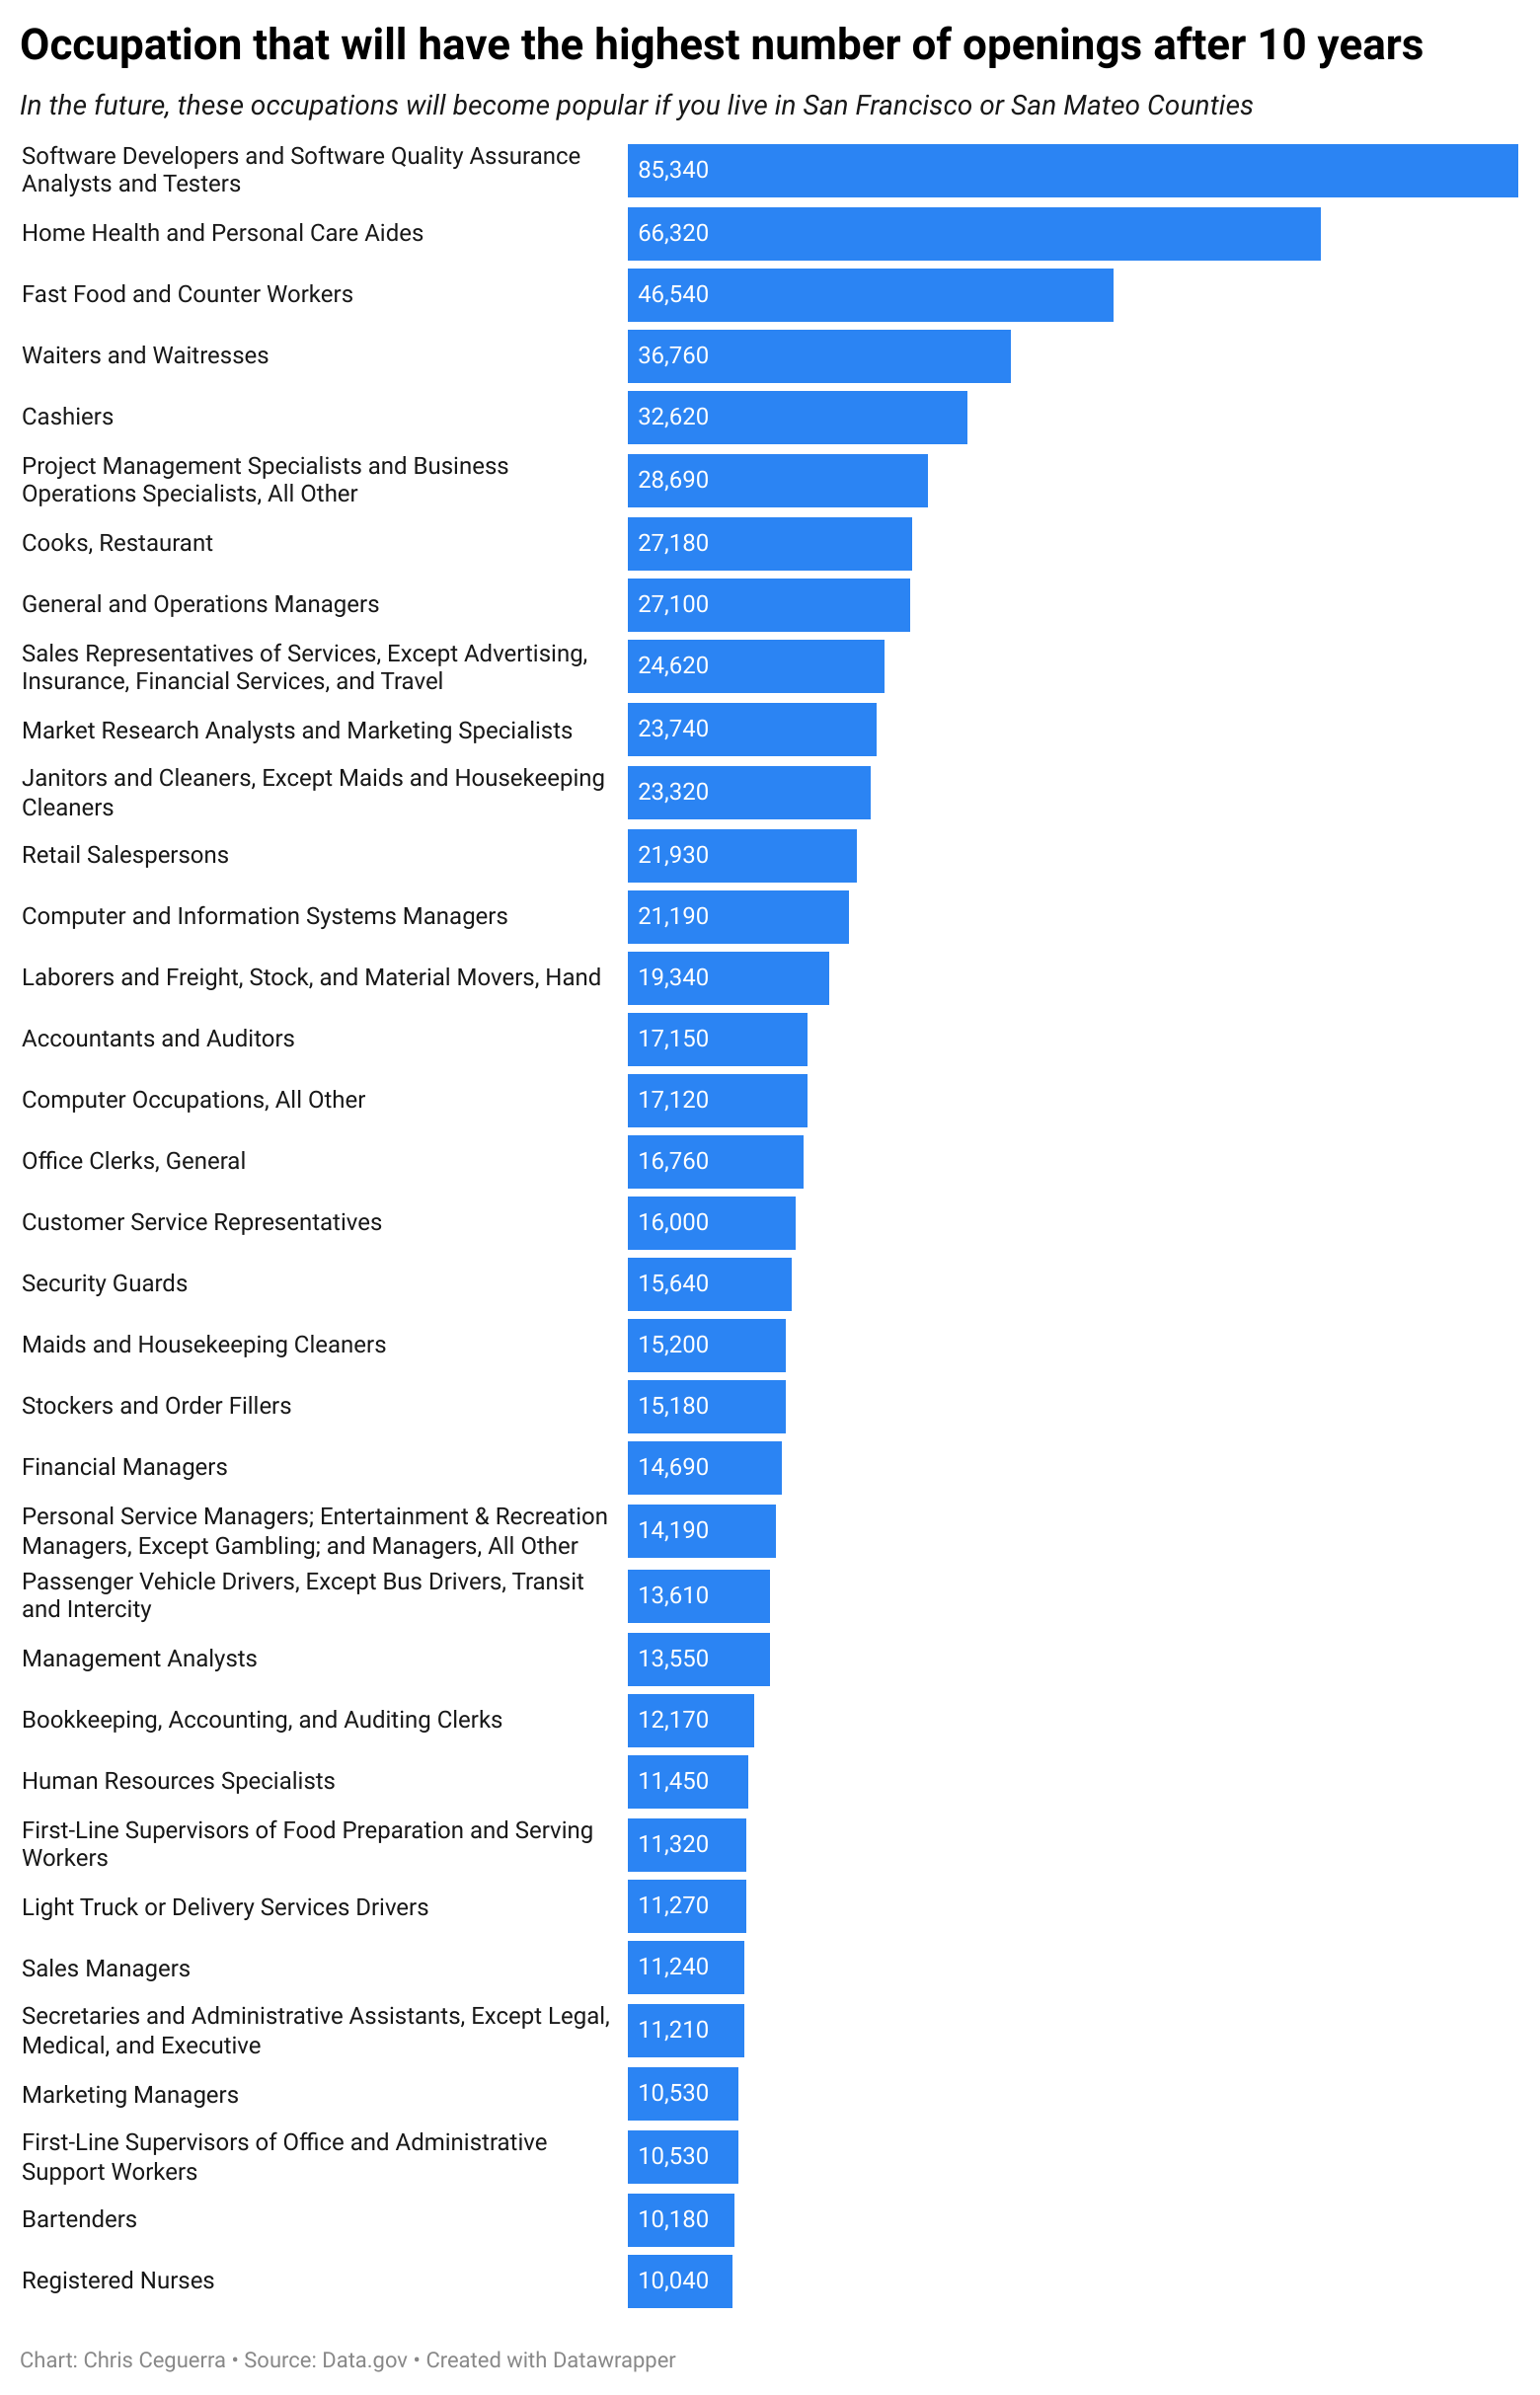 Occupation that will have the highest number of openings after 10 years
In the future, these occupations will become popular if you live in San Francisco or San Mateo Counties
Software Developers and Software Quality Assurance
Analysts and Testers
85,340
Home Health and Personal Care Aides
66,320
Fast Food and Counter Workers
46,540
Waiters and Waitresses
36,760
Cashiers
32,620
Project Management Specialists and Business
Operations Specialists, All Other
28,690
Cooks, Restaurant
27,180
General and Operations Managers
27,100
Sales Representatives of Services, Except Advertising,
Insurance, Financial Services, and Travel
24,620
Market Research Analysts and Marketing Specialists
23,740
Janitors and Cleaners, Except Maids and Housekeeping
Cleaners
23,320
Retail Salespersons
21,930
Computer and Information Systems Managers
21,190
Laborers and Freight, Stock, and Material Movers, Hand
19,340
Accountants and Auditors
17,150
Computer Occupations, All Other
17,120
Office Clerks, General
16,760
Customer Service Representatives
16,000
Security Guards
15,640
Maids and Housekeeping Cleaners
15,200
Stockers and Order Fillers
15,180
Financial Managers
14,690
Personal Service Managers; Entertainment & Recreation
Managers, Except Gambling; and Managers, All Other
14,190
Passenger Vehicle Drivers, Except Bus Drivers, Transit
and Intercity
13,610
Management Analysts
13,550
Bookkeeping, Accounting, and Auditing Clerks
12,170
Human Resources Specialists
11,450
First-Line Supervisors of Food Preparation and Serving
Workers
11,320
Light Truck or Delivery Services Drivers
11,270
Sales Managers
11,240
Secretaries and Administrative Assistants, Except Legal,
Medical, and Executive
11,210
Marketing Managers
10,530
First-Line Supervisors of Office and Administrative
Support Workers
10,530
Bartenders
10,180
Registered Nurses
10,040
Chart: Chris Ceguerra • Source: Data.gov • Created with Datawrapper